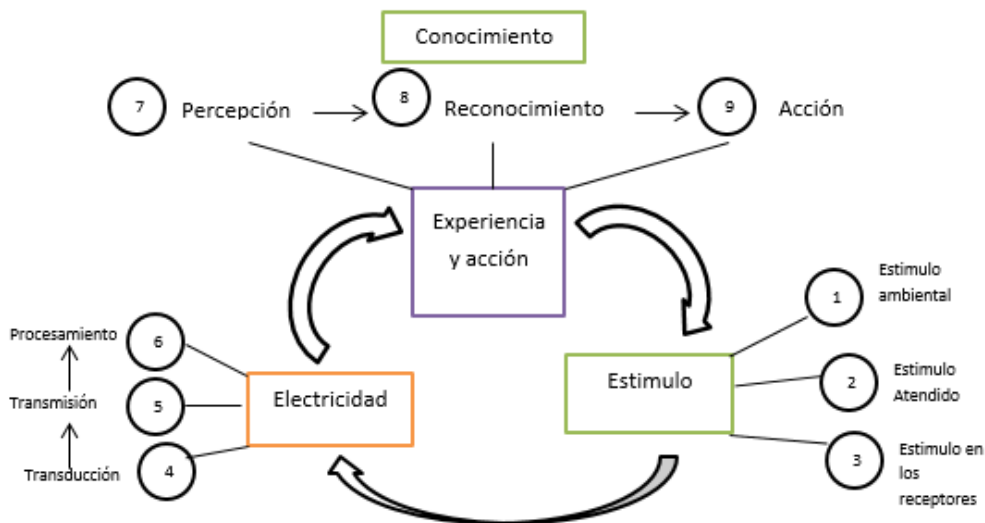 Conocimiento
7
Percepción
8
Reconocimiento
9
Acción
Experiencia
y acción
1
Estimulo
ambiental
Estimulo
2
Estimulo
Atendido
3
Estimulo en
los
receptores
Procesamiento
6
Electricidad
Transmisión
5
Transducción
4